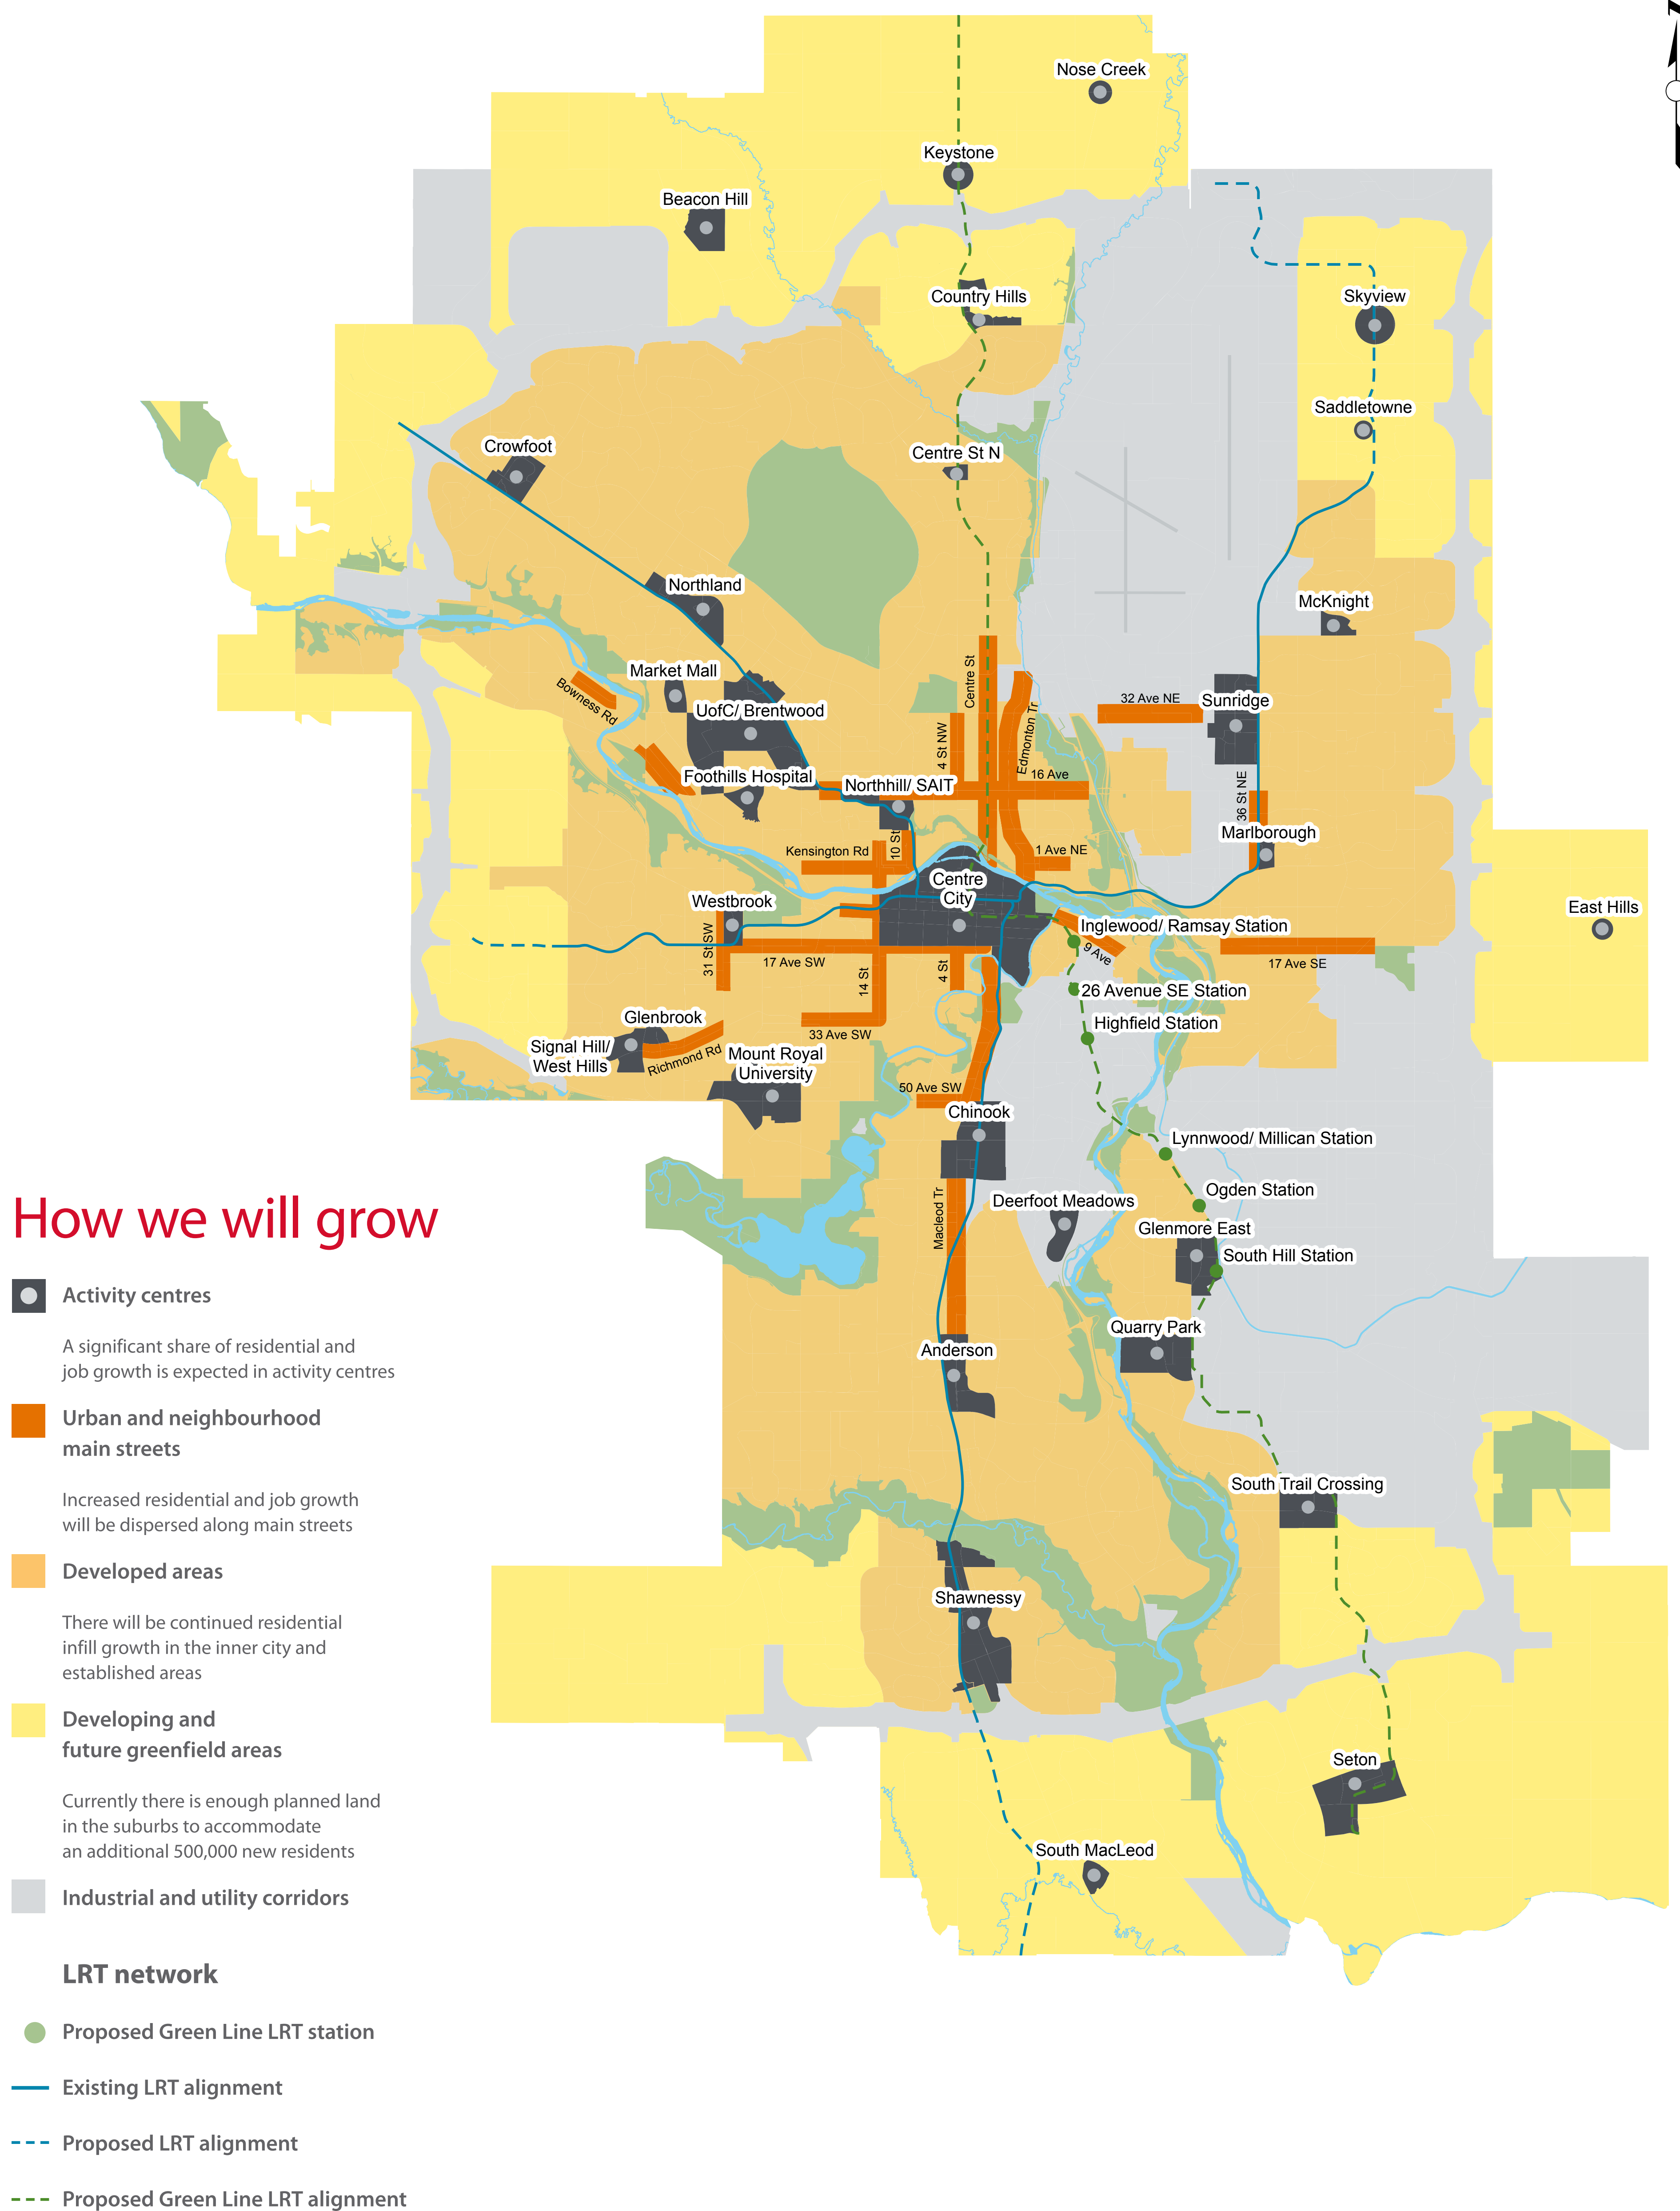 Nose Creek
Keystone
Beacon Hill
Country Hills
Skyview
Saddletowne
Crowfoot
Centre St N
Northland
McKnight
Market Mall
Bowness Rd
UofC/ Brentwood
Centre St
4 St NW
Edmonton Tr
32 Ave NE
Sunridge
Foothills Hospital
Northhill/ SAIT
16 Ave
36 St NE
Marlborough
Kensington Rd
10 St
1 Ave NE
Centre
City
Westbrook
East Hills
Inglewood/ Ramsay Station
9 Ave
31 St SW
17 Ave SW
14 St
4 St
17 Ave SE
26 Avenue SE Station
Glenbrook
Highfield Station
33 Ave SW
Signal Hill/
West Hills
Richmond Rd
Mount Royal
University
50 Ave SW
Chinook
Lynnwood/ Millican Station
Ogden Station
Deerfoot Meadows
Macleod Tr
Glenmore East
South Hill Station
Quarry Park
Anderson
South Trail Crossing
Shawnessy
Seton
South MacLeod
How we will grow
Activity centres
A significant share of residential and
job growth is expected in activity centres
Urban and neighbourhood
main streets
Increased residential and job growth
will be dispersed along main streets
Developed areas
There will be continued residential
infill growth in the inner city and
established areas
Developing and
future greenfield areas
Currently there is enough planned land
in the suburbs to accommodate
an additional 500,000 new residents
Industrial and utility corridors
LRT network
Proposed Green Line LRT station
Existing LRT alignment
Proposed LRT alignment
Proposed Green Line LRT alignment